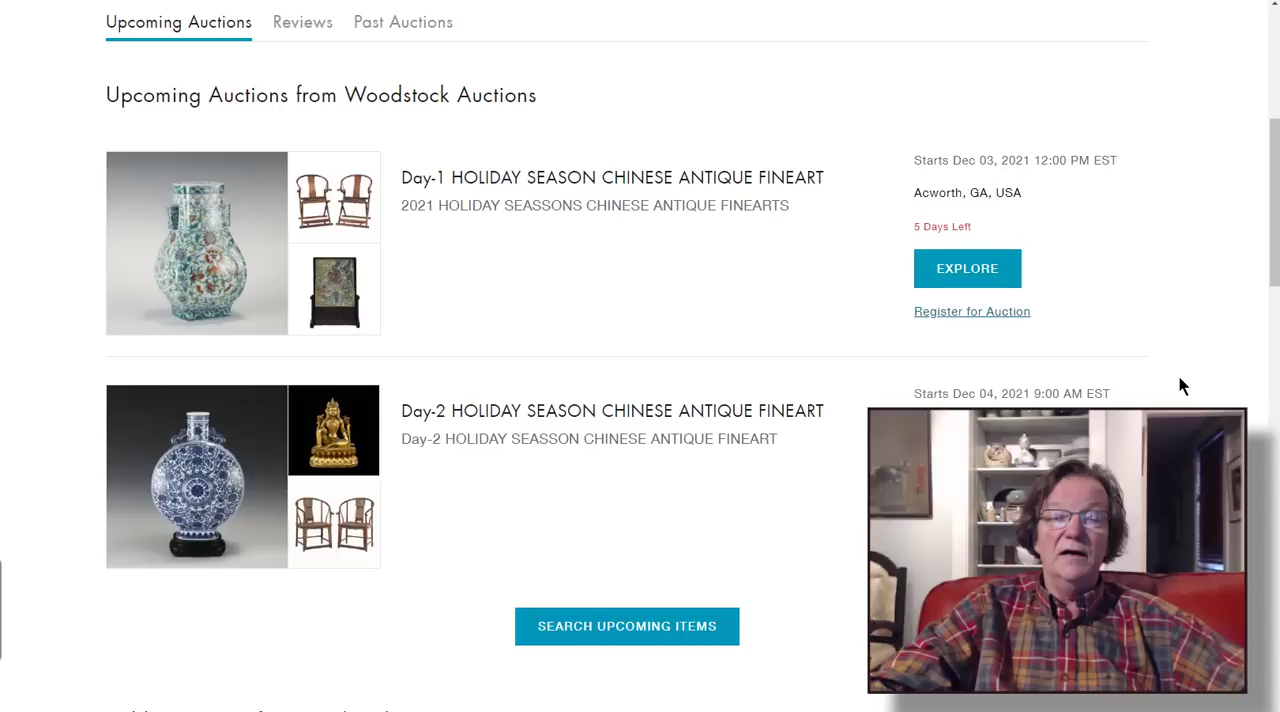 Upcoming Auctions Reviews Past Auctions
Upcoming Auctions from Woodstock Auctions
Day-1 HOLIDAY SEASON CHINESE ANTIQUE FINEART
2021 HOLIDAY SEASSONS CHINESE ANTIQUE FINEARTS
Starts Dec 03, 2021 12:00 PM EST
Acworth, GA, USA
5 Days Left
EXPLORE
Register for Auction
Day-2 HOLIDAY SEASON CHINESE ANTIQUE FINEART
Day-2 HOLIDAY SEASSON CHINESE ANTIQUE FINEART
Starts Dec 04, 2021 9:00 AM EST
SEARCH UPCOMING ITEMS